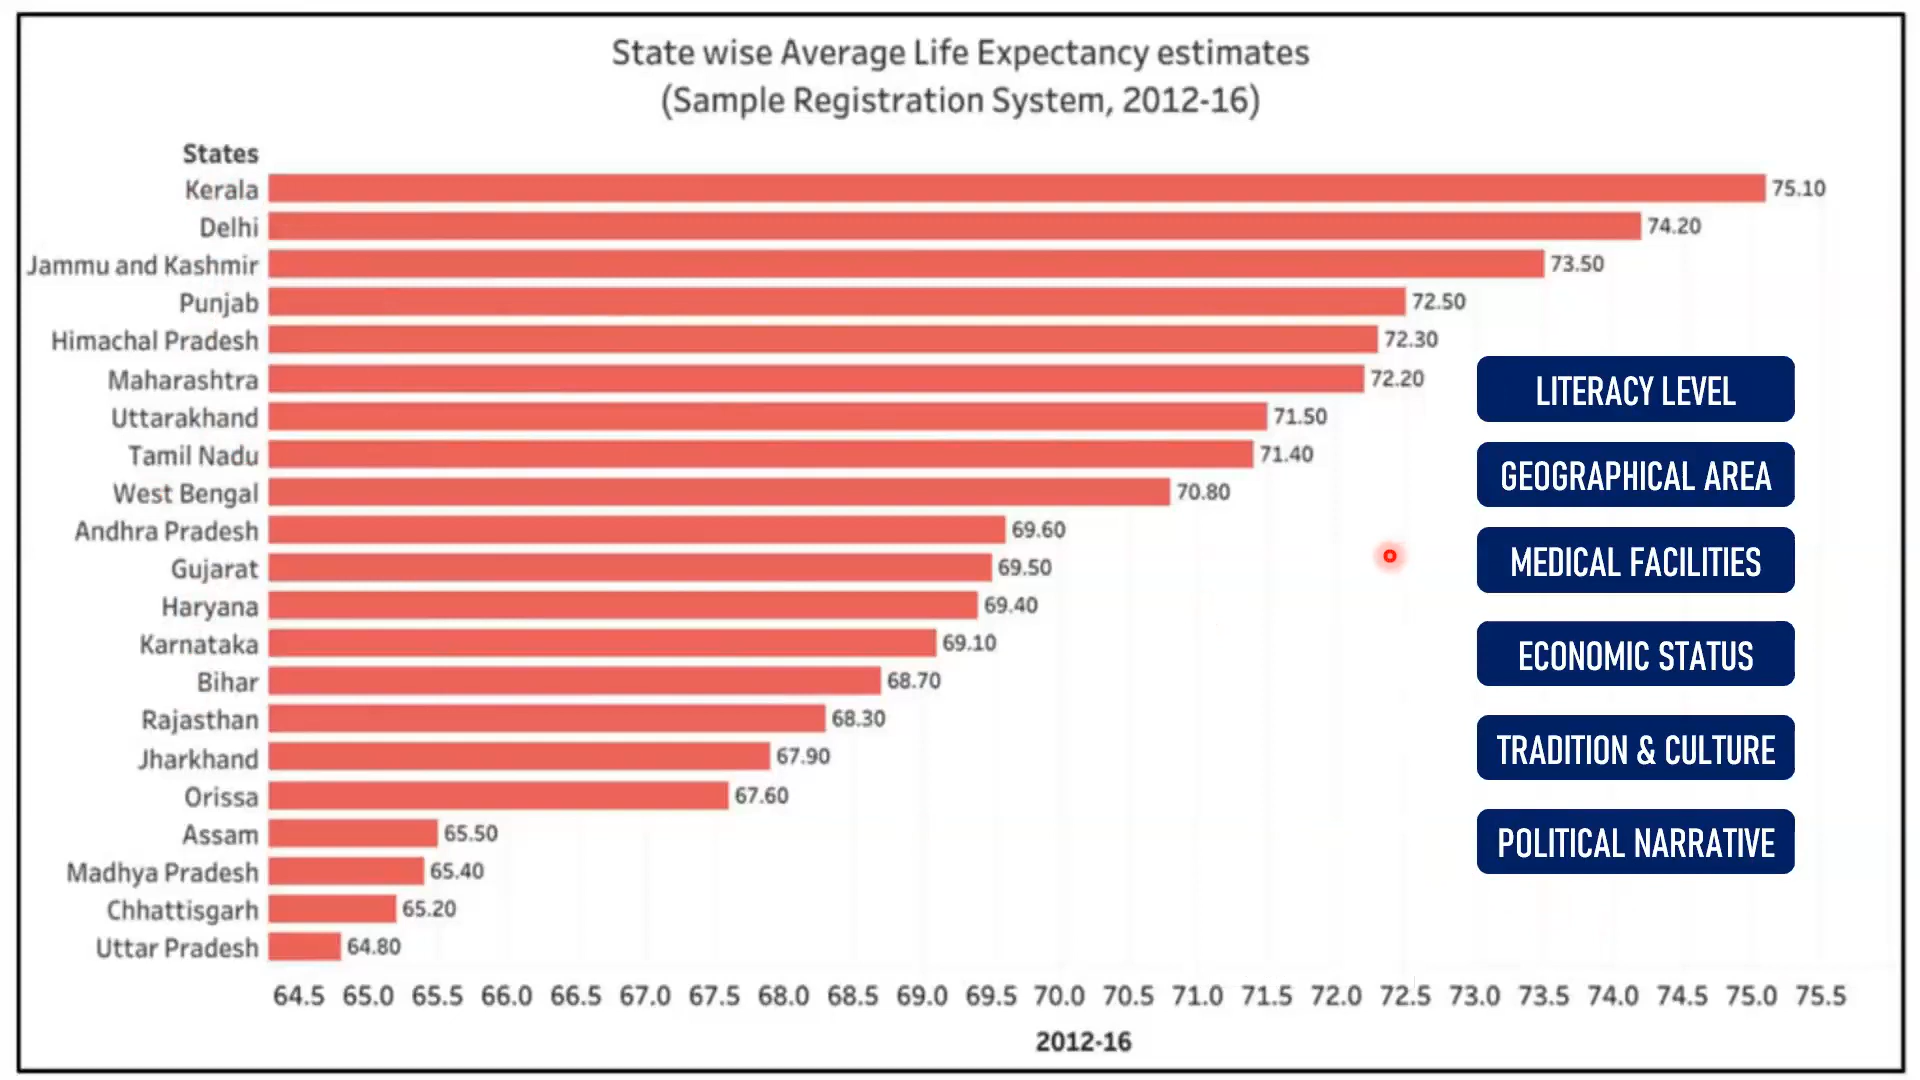 State wise Average Life Expectancy estimates
(Sample Registration System, 2012-16)
States
Kerala 75.10
Delhi 74.20
Jammu and Kashmir 73.50
Punjab 72.50
Himachal Pradesh 72.30
Maharashtra 72.20
Uttarakhand 71.50
Tamil Nadu 71.40
West Bengal 70.80
Andhra Pradesh 69.60
Gujarat 69.50
Haryana 69.40
Karnataka 69.10
Bihar 68.70
Rajasthan 68.30
Jharkhand 67.90
Orissa 67.60
Assam 65.50
Madhya Pradesh 65.40
Chhattisgarh 65.20
Uttar Pradesh 64.80
64.5 65.0 65.5 66.0 66.5 67.0 67.5 68.0 68.5 69.0 69.5 70.0 70.5 71.0 71.5 72.0 72.5 73.0 73.5 74.0 74.5 75.0 75.5
2012-16
LITERACY LEVEL
GEOGRAPHICAL AREA
MEDICAL FACILITIES
ECONOMIC STATUS
TRADITION & CULTURE
POLITICAL NARRATIVE